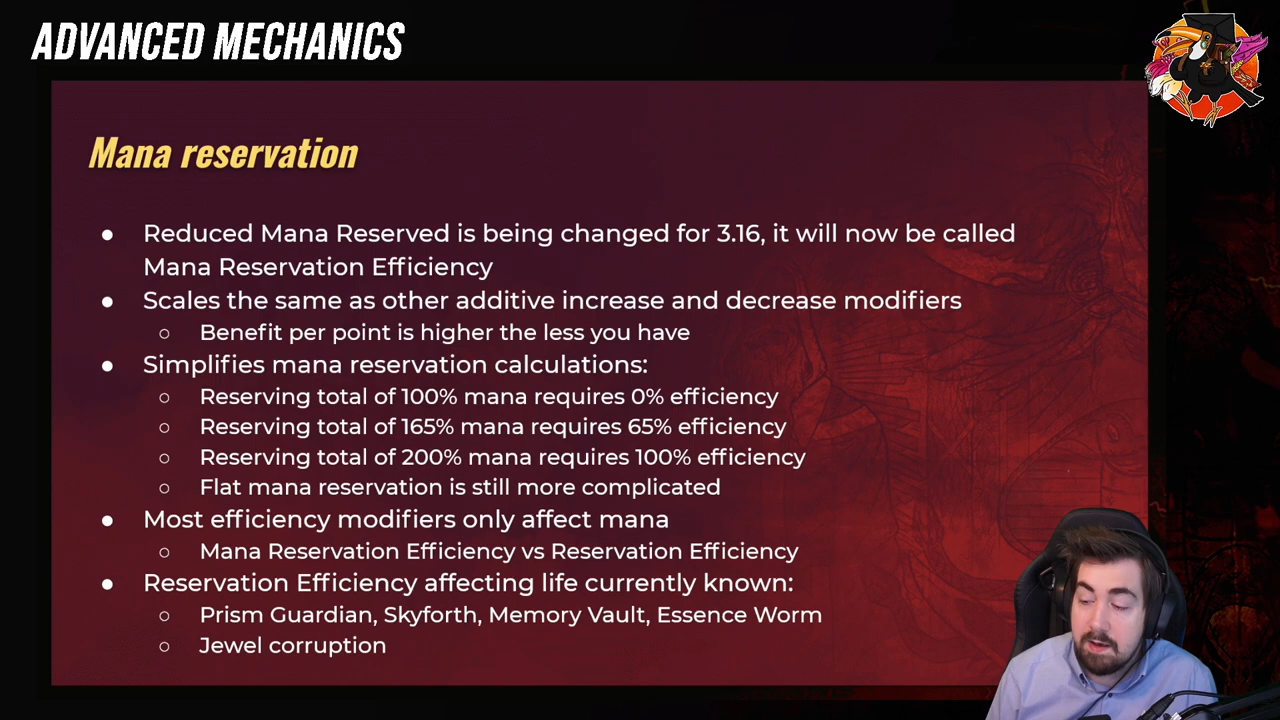 ADVANCED MECHANICS
Mana reservation
● Reduced Mana Reserved is being changed for 3.16, it will now be called
Mana Reservation Efficiency
● Scales the same as other additive increase and decrease modifiers
○ Benefit per point is higher the less you have
● Simplifies mana reservation calculations:
○ Reserving total of 100% mana requires 0% efficiency
○ Reserving total of 165% mana requires 65% efficiency
○ Reserving total of 200% mana requires 100% efficiency
○ Flat mana reservation is still more complicated
● Most efficiency modifiers only affect mana
○ Mana Reservation Efficiency vs Reservation Efficiency
● Reservation Efficiency affecting life currently known:
○ Prism Guardian, Skyforth, Memory Vault, Essence Worm
○ Jewel corruption